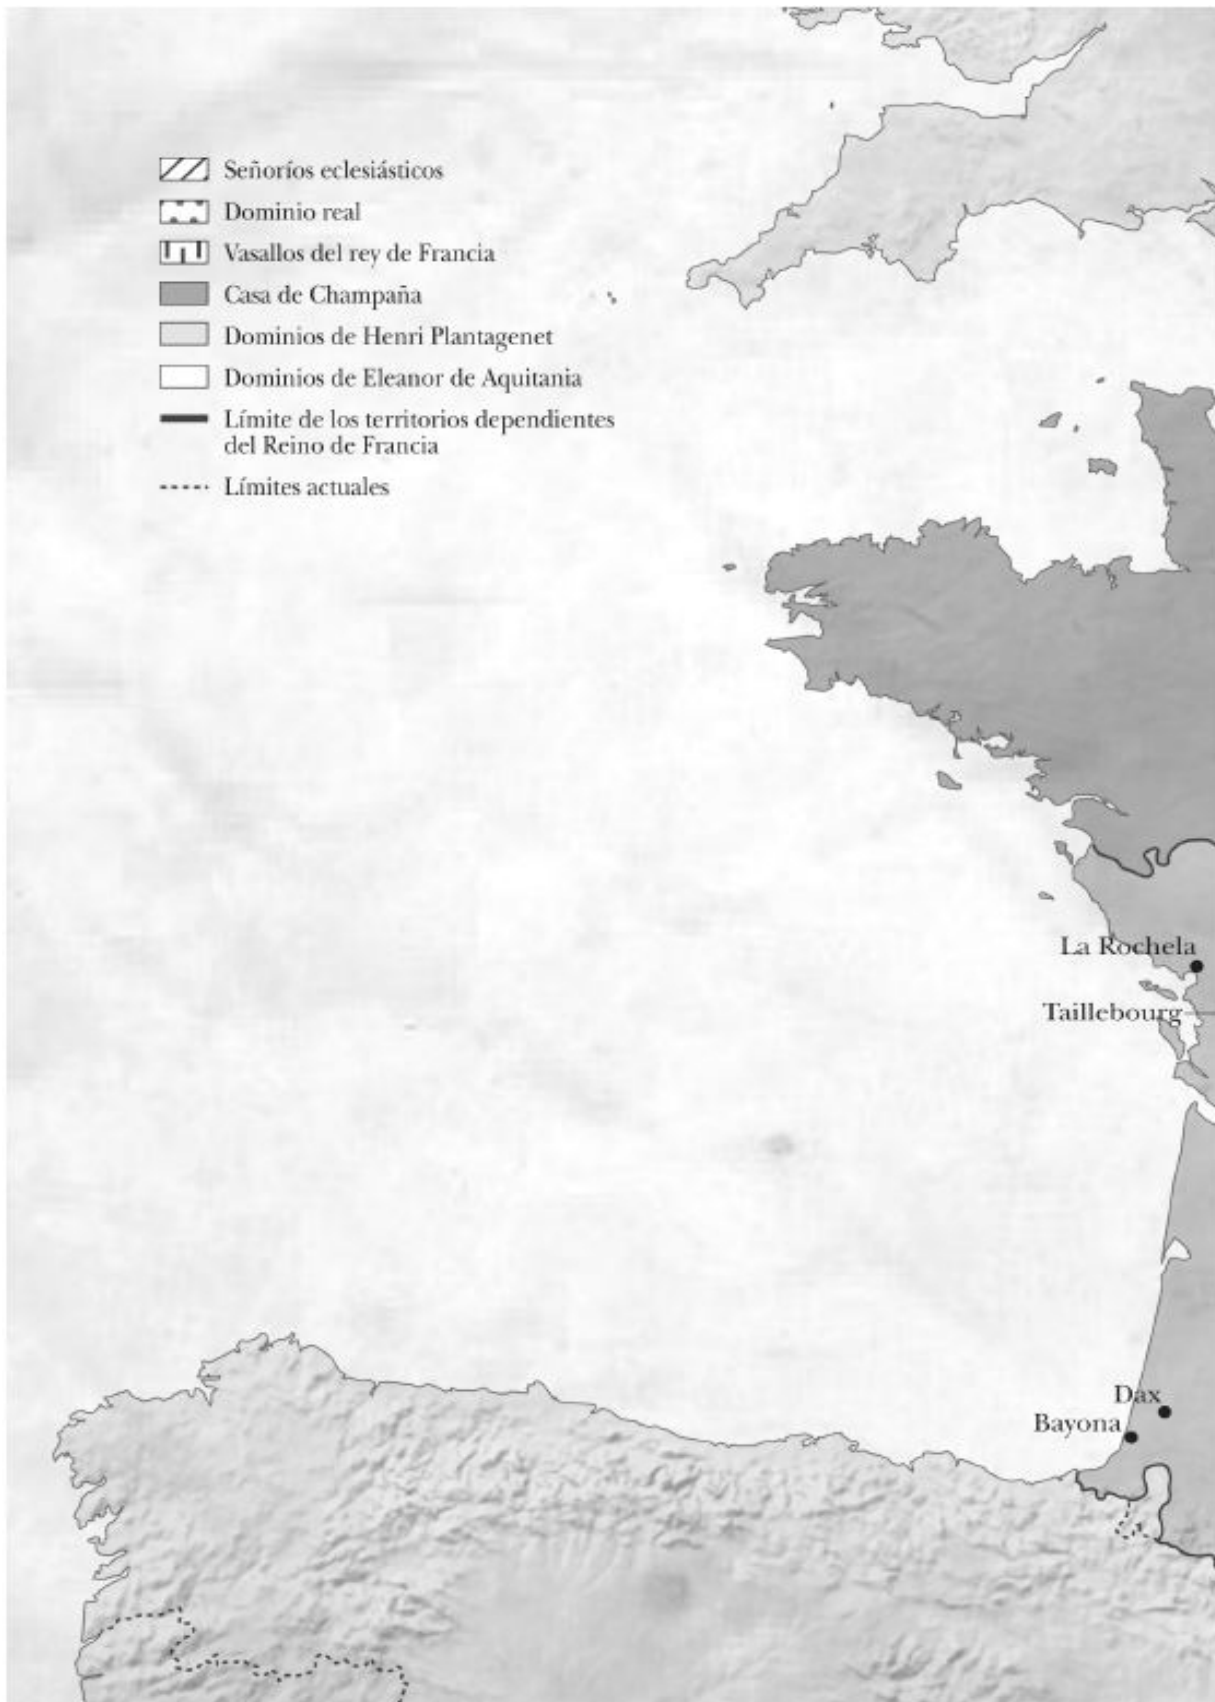 Señoríos eclesiásticos
Dominio real
Vasallos del rey de Francia
Casa de Champaña
Dominios de Henri Plantagenet
Dominios de Eleanor de Aquitania
Límite de los territorios dependientes
del Reino de Francia
Límites actuales
La Rochela
Taillebourg
Dax
Bayona